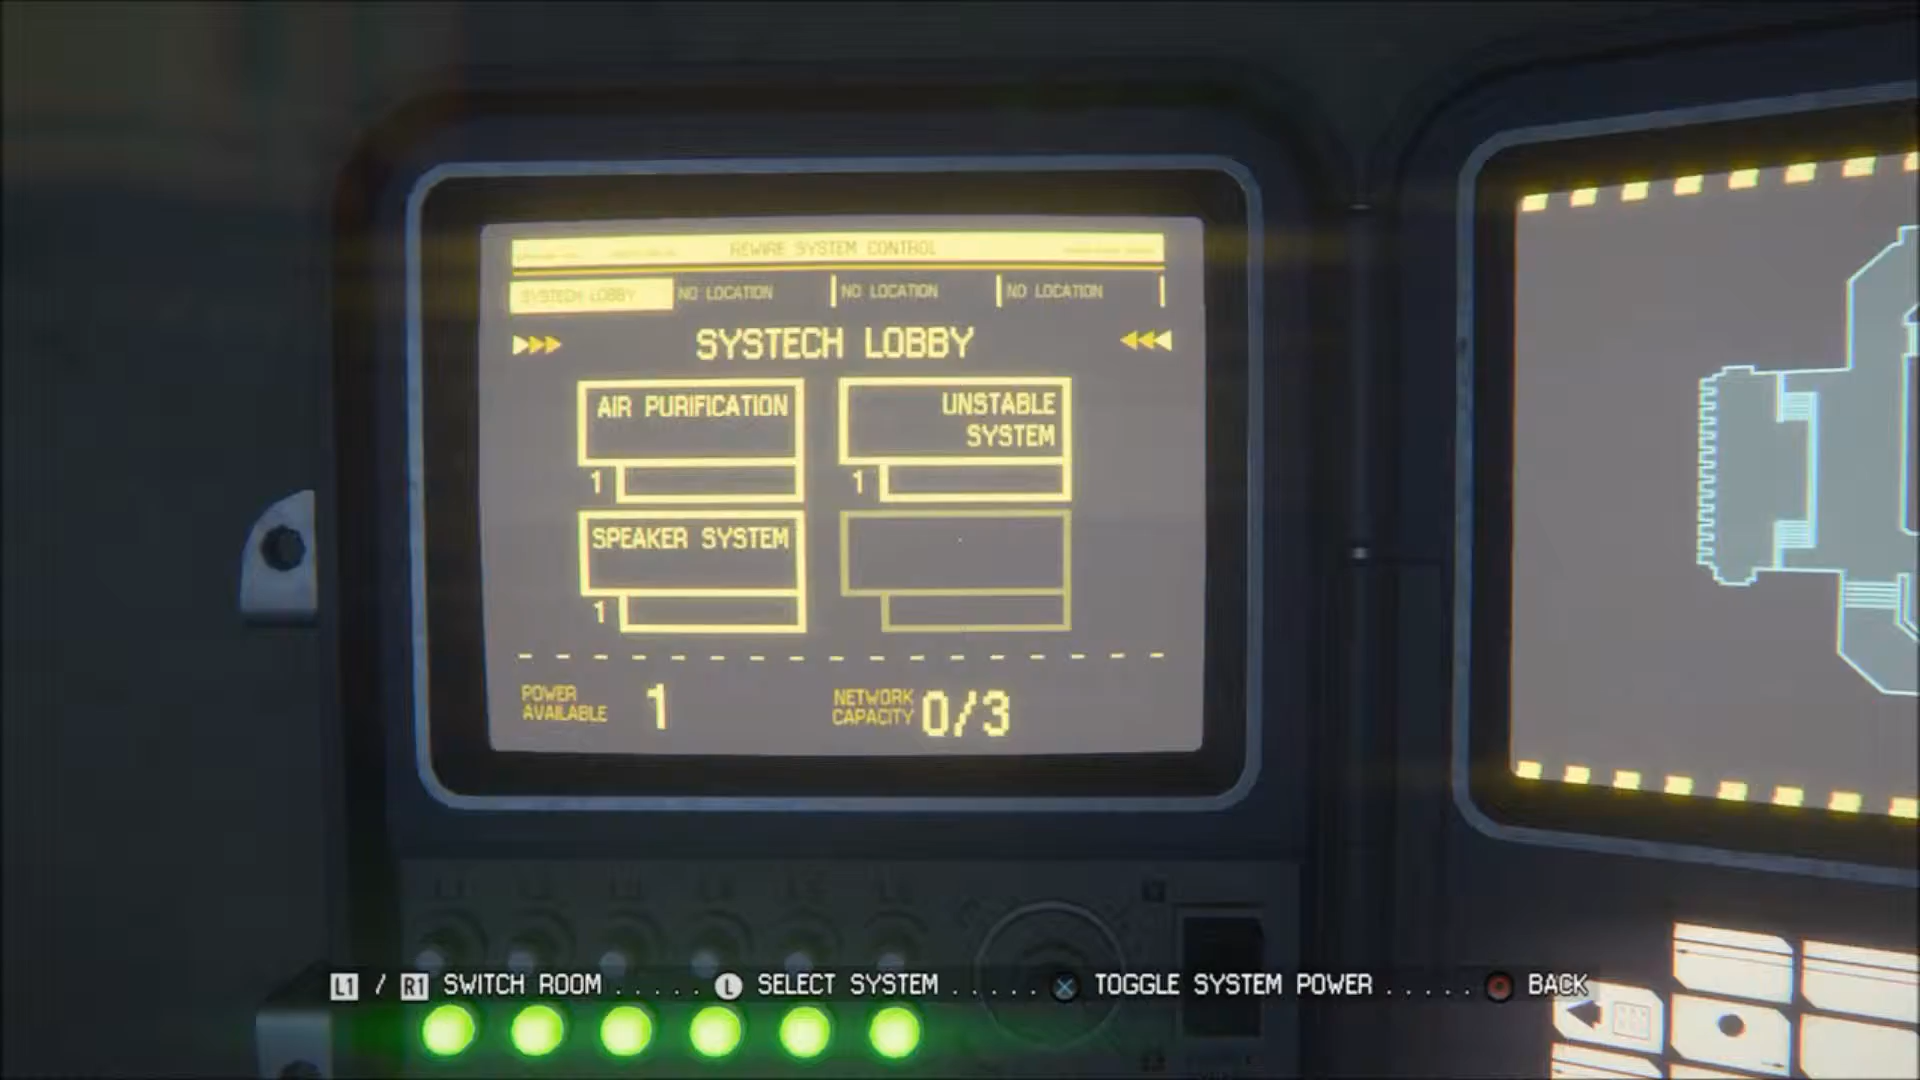 REWIRE SYSTEM CONTROL
SYSTECH LOBBY NO LOCATION NO LOCATION NO LOCATION
SYSTECH LOBBY
AIR PURIFICATION
1
UNSTABLE
SYSTEM
1
SPEAKER SYSTEM
1
POWER
AVAILABLE 1
NETWORK
CAPACITY 0/3
L1 / R1 SWITCH ROOM ...... L SELECT SYSTEM ...... X TOGGLE SYSTEM POWER ...... BACK